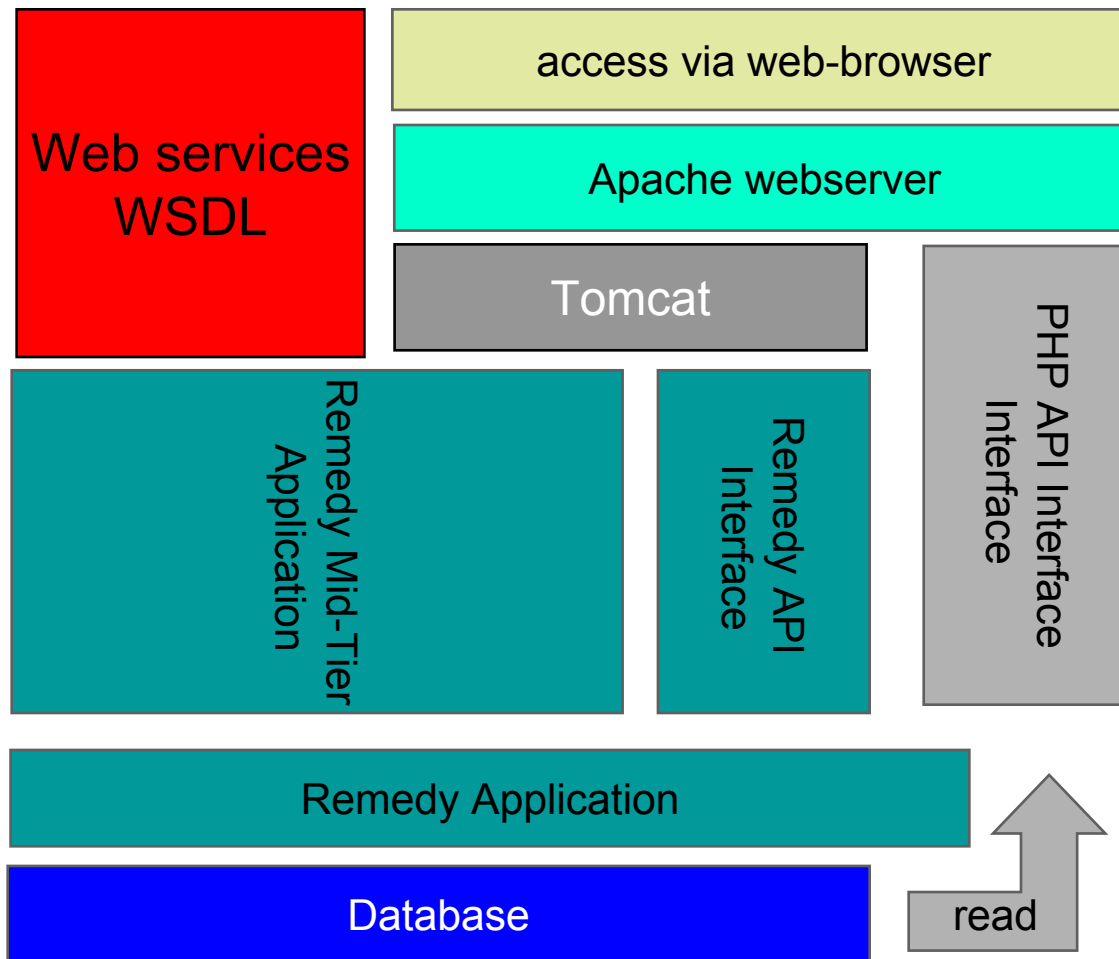 Web services
WSDL
access via web-browser
Apache webserver
Tomcat
Remedy Mid-Tier
Application
Remedy API
Interface
PHP API Interface
Interface
Remedy Application
Database
read